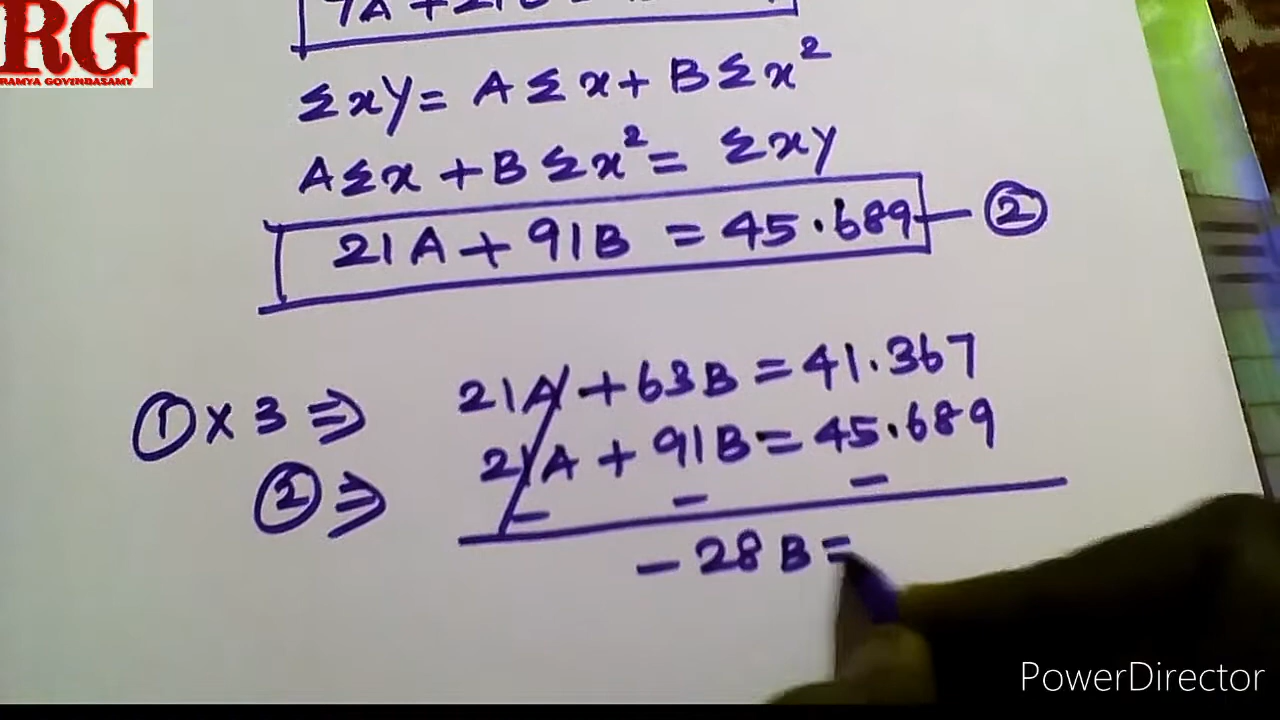 RG
RAMYA GOVINDASAMY
Σxy = AΣx + BΣx²
AΣx + BΣx² = Σxy
21A + 91B = 45.689 — ②
① × 3 ⇒ 21A + 63B = 41.367
② ⇒ 21A + 91B = 45.689
− − −
− 28B =
PowerDirector